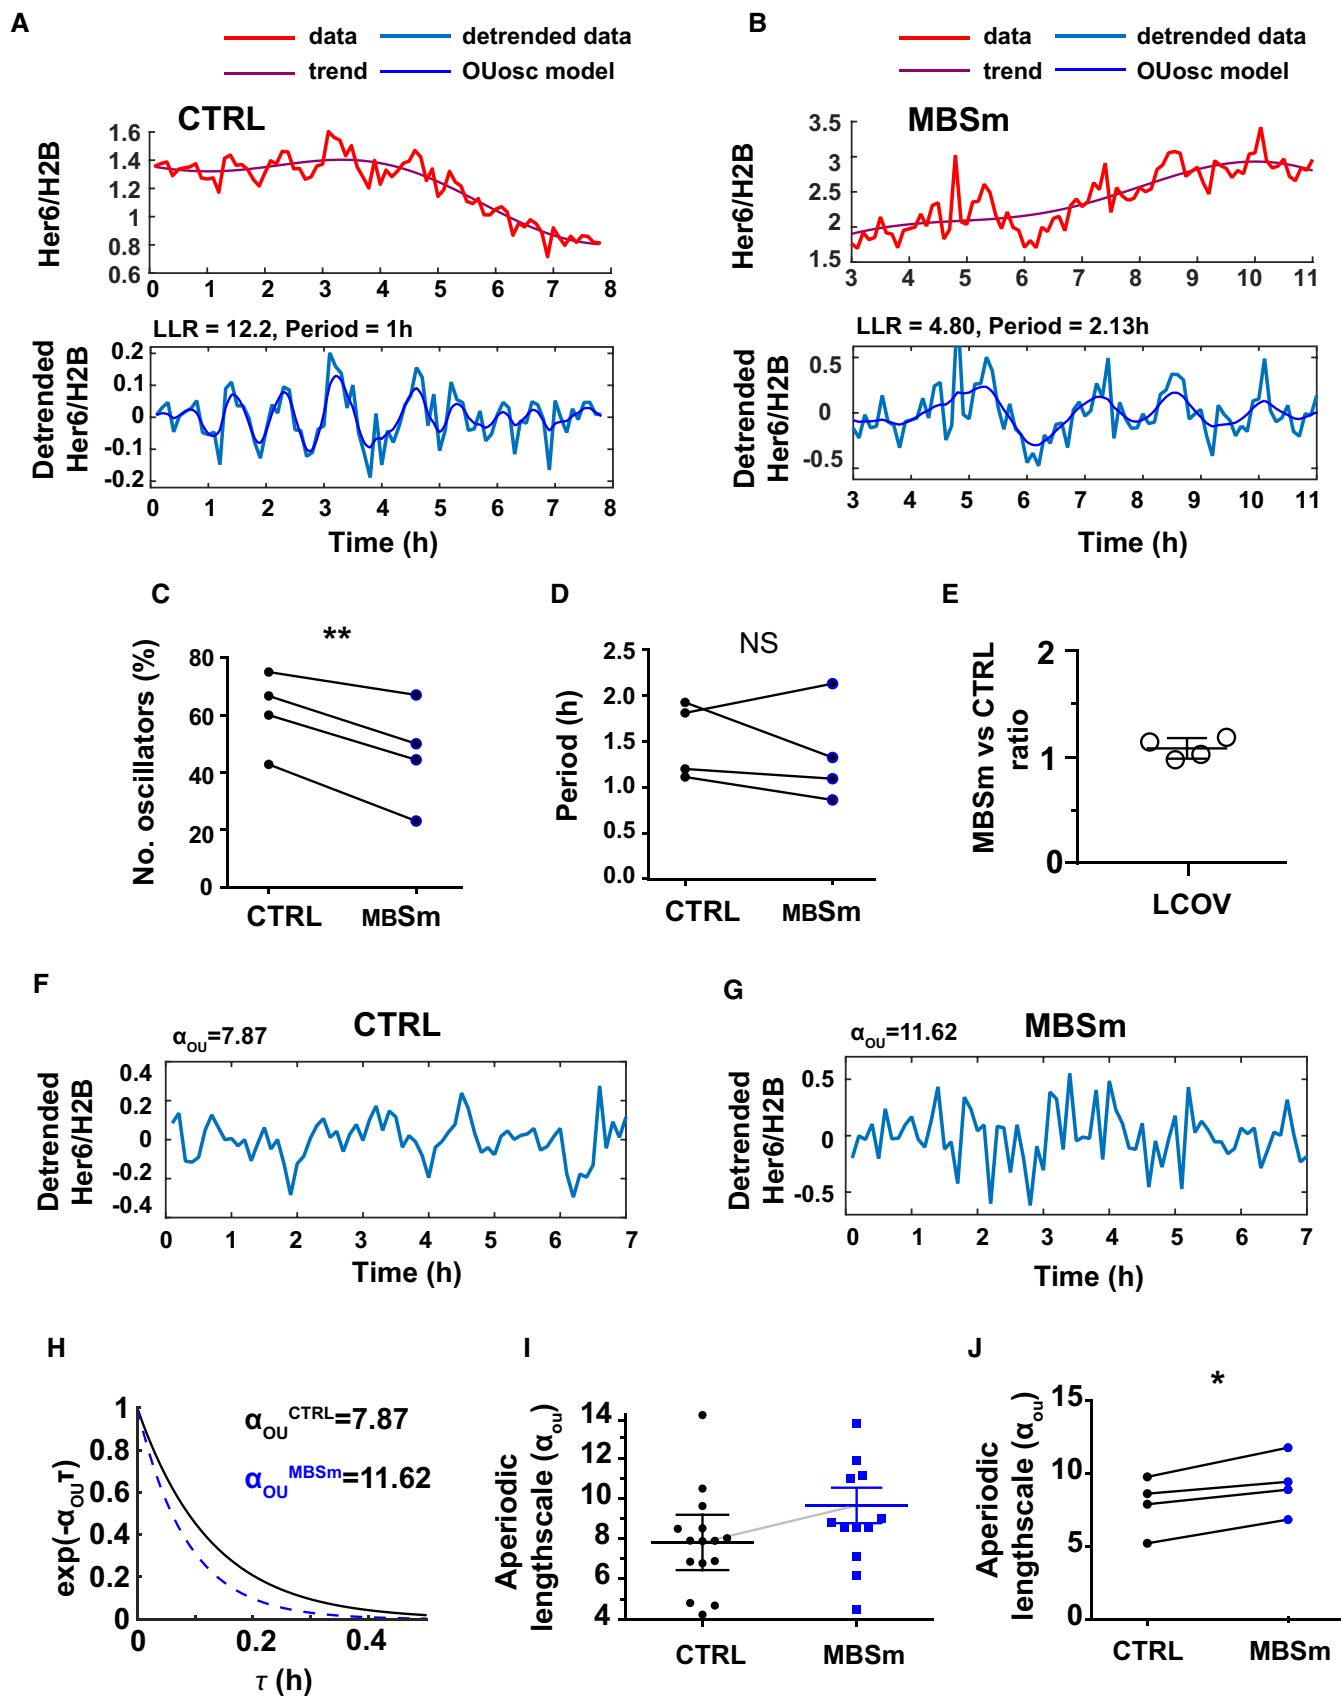 A
data
detrended data
trend
OUosc model
CTRL
Her6/H2B
1.6
1.4
1.2
1
0.8
0.6
0 1 2 3 4 5 6 7 8
LLR = 12.2, Period = 1h
Detrended
Her6/H2B
0.2
0.1
0
-0.1
-0.2
0 1 2 3 4 5 6 7 8
Time (h)
B
data
detrended data
trend
OUosc model
MBSm
Her6/H2B
3.5
3
2.5
2
1.5
3 4 5 6 7 8 9 10 11
LLR = 4.80, Period = 2.13h
Detrended
Her6/H2B
0.5
0
-0.5
3 4 5 6 7 8 9 10 11
Time (h)
C
**
No. oscillators (%)
80
60
40
20
0
CTRL MBSm
D
NS
Period (h)
2.5
2.0
1.5
1.0
0.5
0.0
CTRL MBSm
E
MBSm vs CTRL
ratio
2
1
0
LCOV
F
αOU=7.87
CTRL
Detrended
Her6/H2B
0.4
0.2
0
-0.2
-0.4
0 1 2 3 4 5 6 7
Time (h)
G
αOU=11.62
MBSm
Detrended
Her6/H2B
0.5
0
-0.5
0 1 2 3 4 5 6 7
Time (h)
H
exp(-αOUτ)
1
0.8
0.6
0.4
0.2
0
0 0.2 0.4
τ (h)
αOU^CTRL=7.87
αOU^MBSm=11.62
I
Aperiodic
lengthscale (αOU)
14
12
10
8
6
4
CTRL MBSm
J
*
Aperiodic
lengthscale (αOU)
15
10
5
0
CTRL MBSm